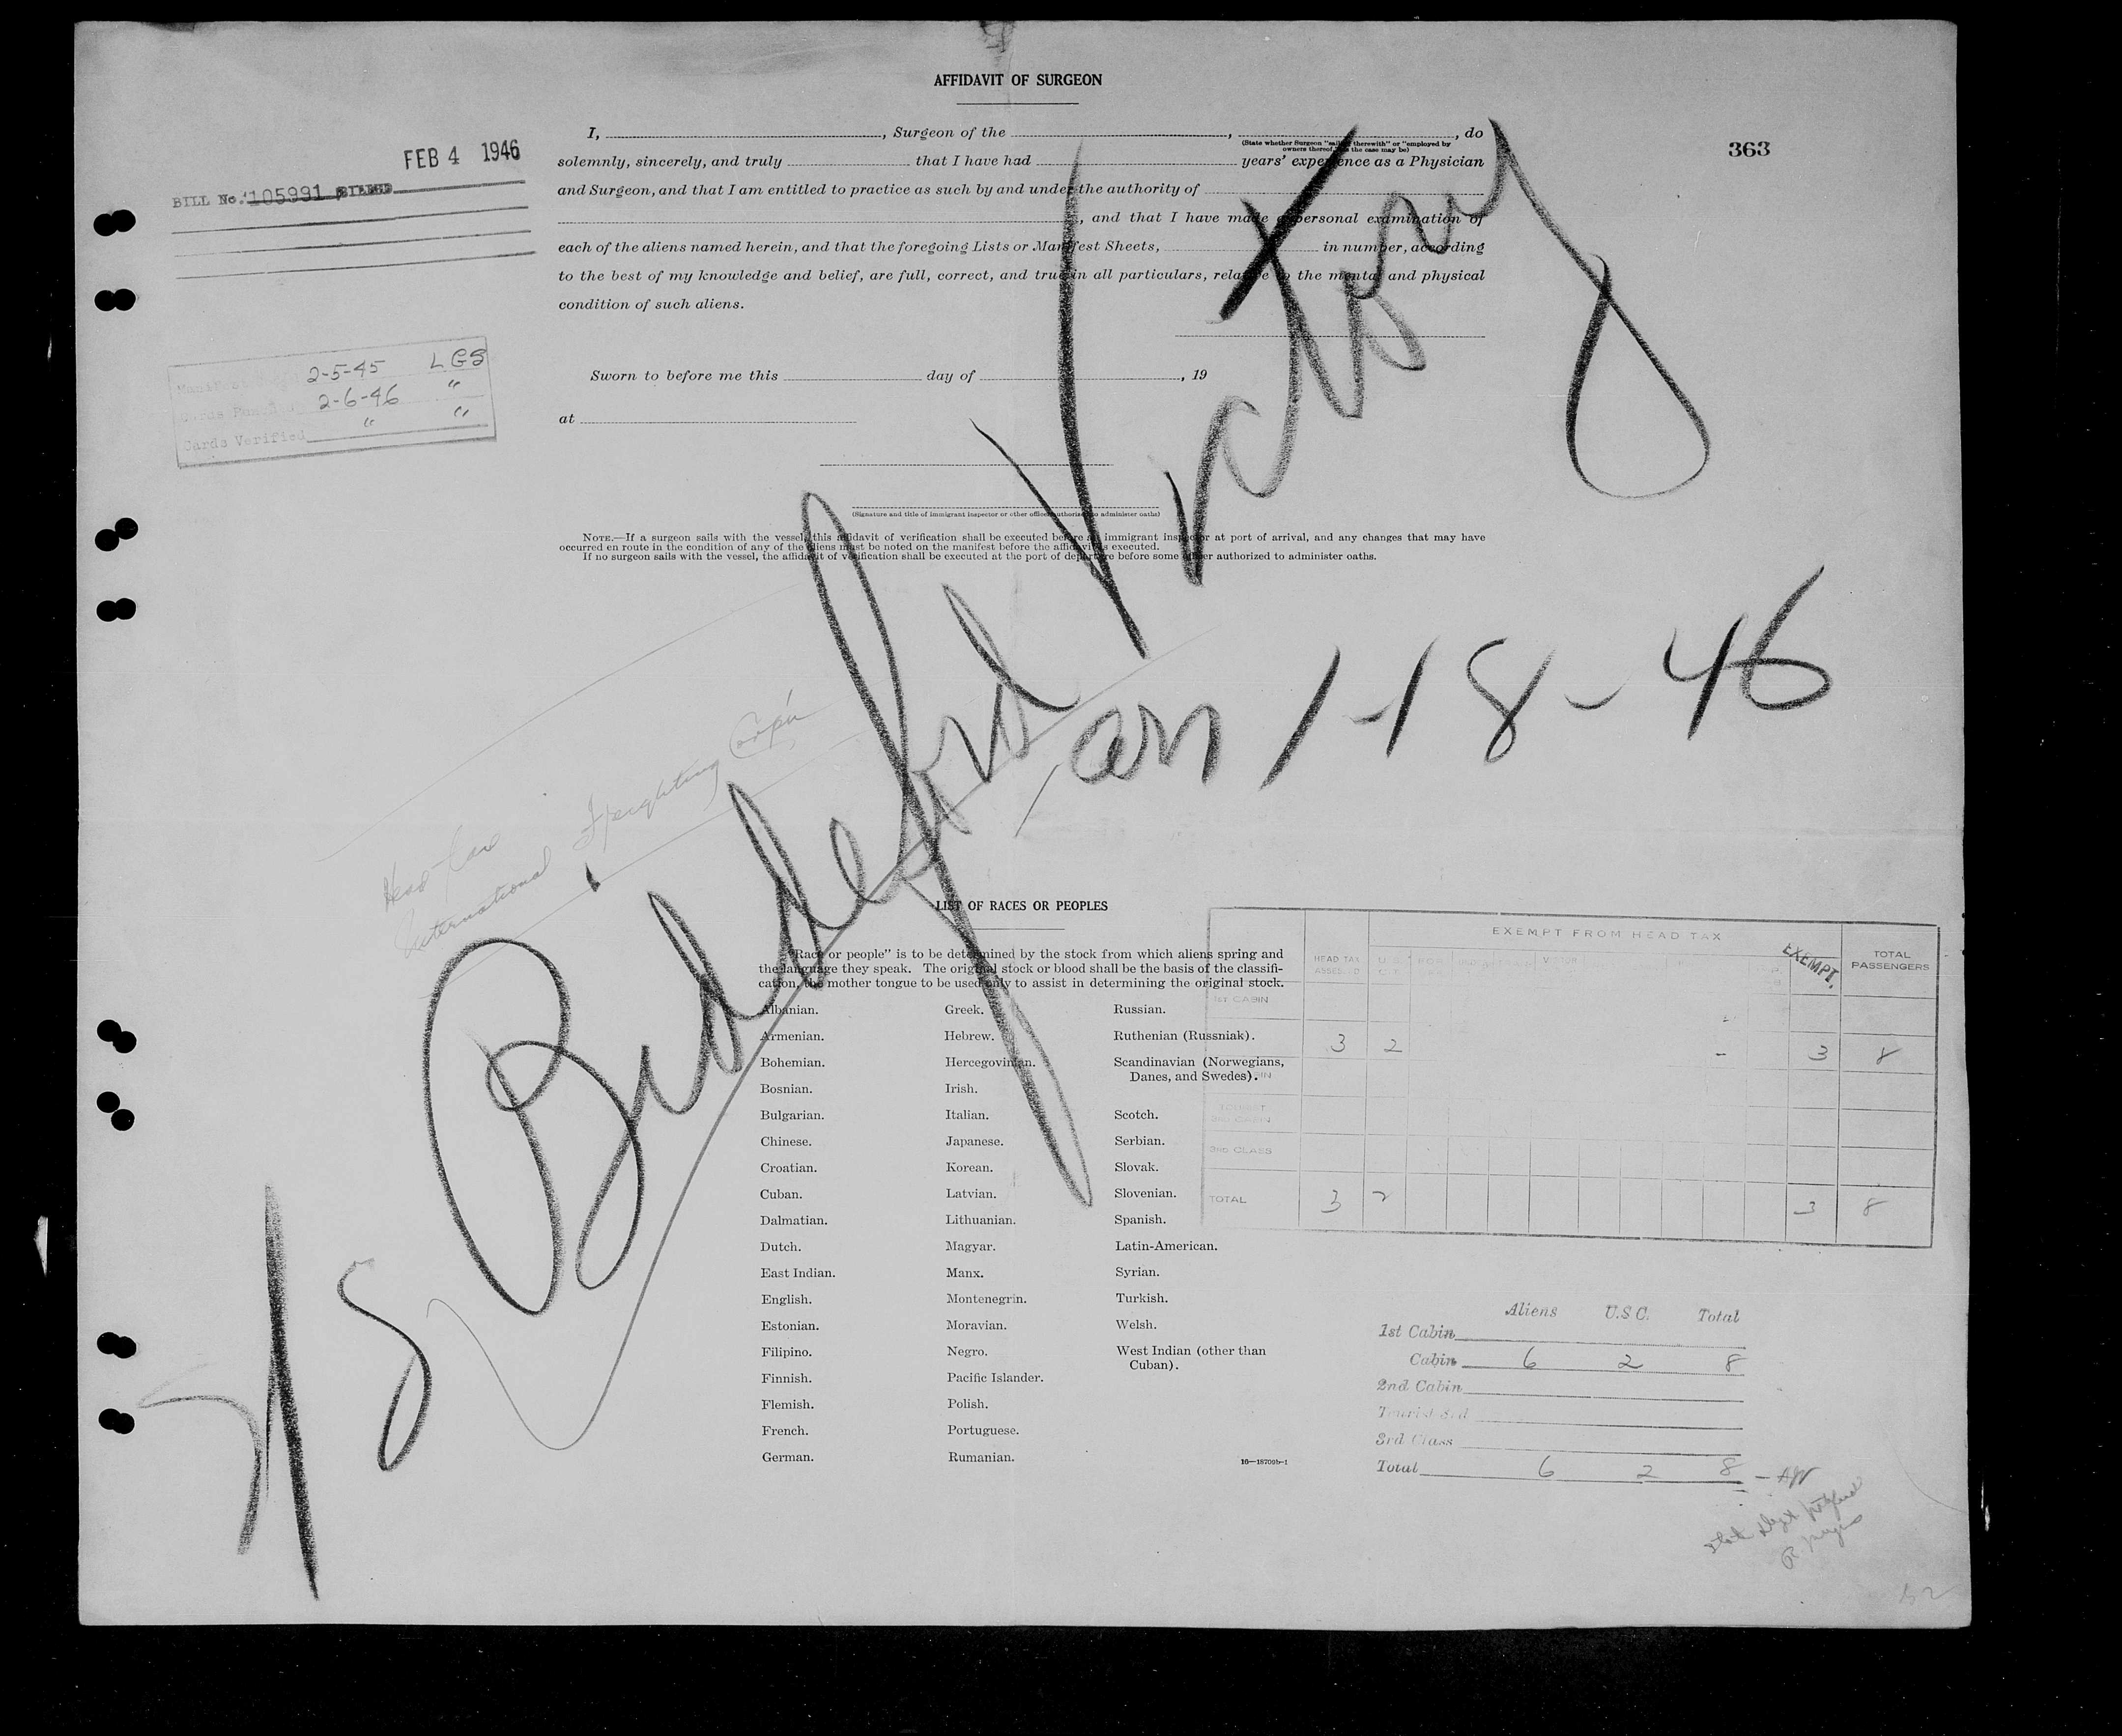 AFFIDAVIT OF SURGEON
363
I, , Surgeon of the , , do
(State whether Surgeon "sailing therewith" or "employed by
owners thereof," as the case may be)
solemnly, sincerely, and truly that I have had years' experience as a Physician
and Surgeon, and that I am entitled to practice as such by and under the authority of
, and that I have made a personal examination of
each of the aliens named herein, and that the foregoing Lists or Manifest Sheets, in number, according
to the best of my knowledge and belief, are full, correct, and true in all particulars, relative to the mental and physical
condition of such aliens.
Sworn to before me this day of , 19
at
(Signature and title of immigrant inspector or other officer authorized to administer oaths)
NOTE.—If a surgeon sails with the vessel, this affidavit of verification shall be executed before an immigrant inspector at port of arrival, and any changes that may have
occurred en route in the condition of any of the aliens must be noted on the manifest before the affidavit is executed.
If no surgeon sails with the vessel, the affidavit of verification shall be executed at the port of departure before some officer authorized to administer oaths.
FEB 4 1946
BILL No. 105991 BILLED
2-5-45 LGS
2-6-46 "
Cards Verified " "
S Biddeford Victory
arr 1-18-46
Head tax
International Freighting Corp'n
LIST OF RACES OR PEOPLES
"Race or people" is to be determined by the stock from which aliens spring and
the language they speak. The original stock or blood shall be the basis of the classifi-
cation, the mother tongue to be used only to assist in determining the original stock.
Albanian.
Armenian.
Bohemian.
Bosnian.
Bulgarian.
Chinese.
Croatian.
Cuban.
Dalmatian.
Dutch.
East Indian.
English.
Estonian.
Filipino.
Finnish.
Flemish.
French.
German.
Greek.
Hebrew.
Hercegovinian.
Irish.
Italian.
Japanese.
Korean.
Latvian.
Lithuanian.
Magyar.
Manx.
Montenegrin.
Moravian.
Negro.
Pacific Islander.
Polish.
Portuguese.
Rumanian.
Russian.
Ruthenian (Russniak).
Scandinavian (Norwegians,
Danes, and Swedes).
Scotch.
Serbian.
Slovak.
Slovenian.
Spanish.
Latin-American.
Syrian.
Turkish.
Welsh.
West Indian (other than
Cuban).
16—18709b-1
EXEMPT FROM HEAD TAX
HEAD TAX ASSESSED EXEMPT. TOTAL PASSENGERS
1st CABIN
3 2 - 3 8
TOURIST
3RD CABIN
3RD CLASS
TOTAL 3 2 3 8
Aliens U.S.C. Total
1st Cabin
Cabin 6 2 8
2nd Cabin
Tourist 3rd
3rd Class
Total 6 2 8
State Dept
52